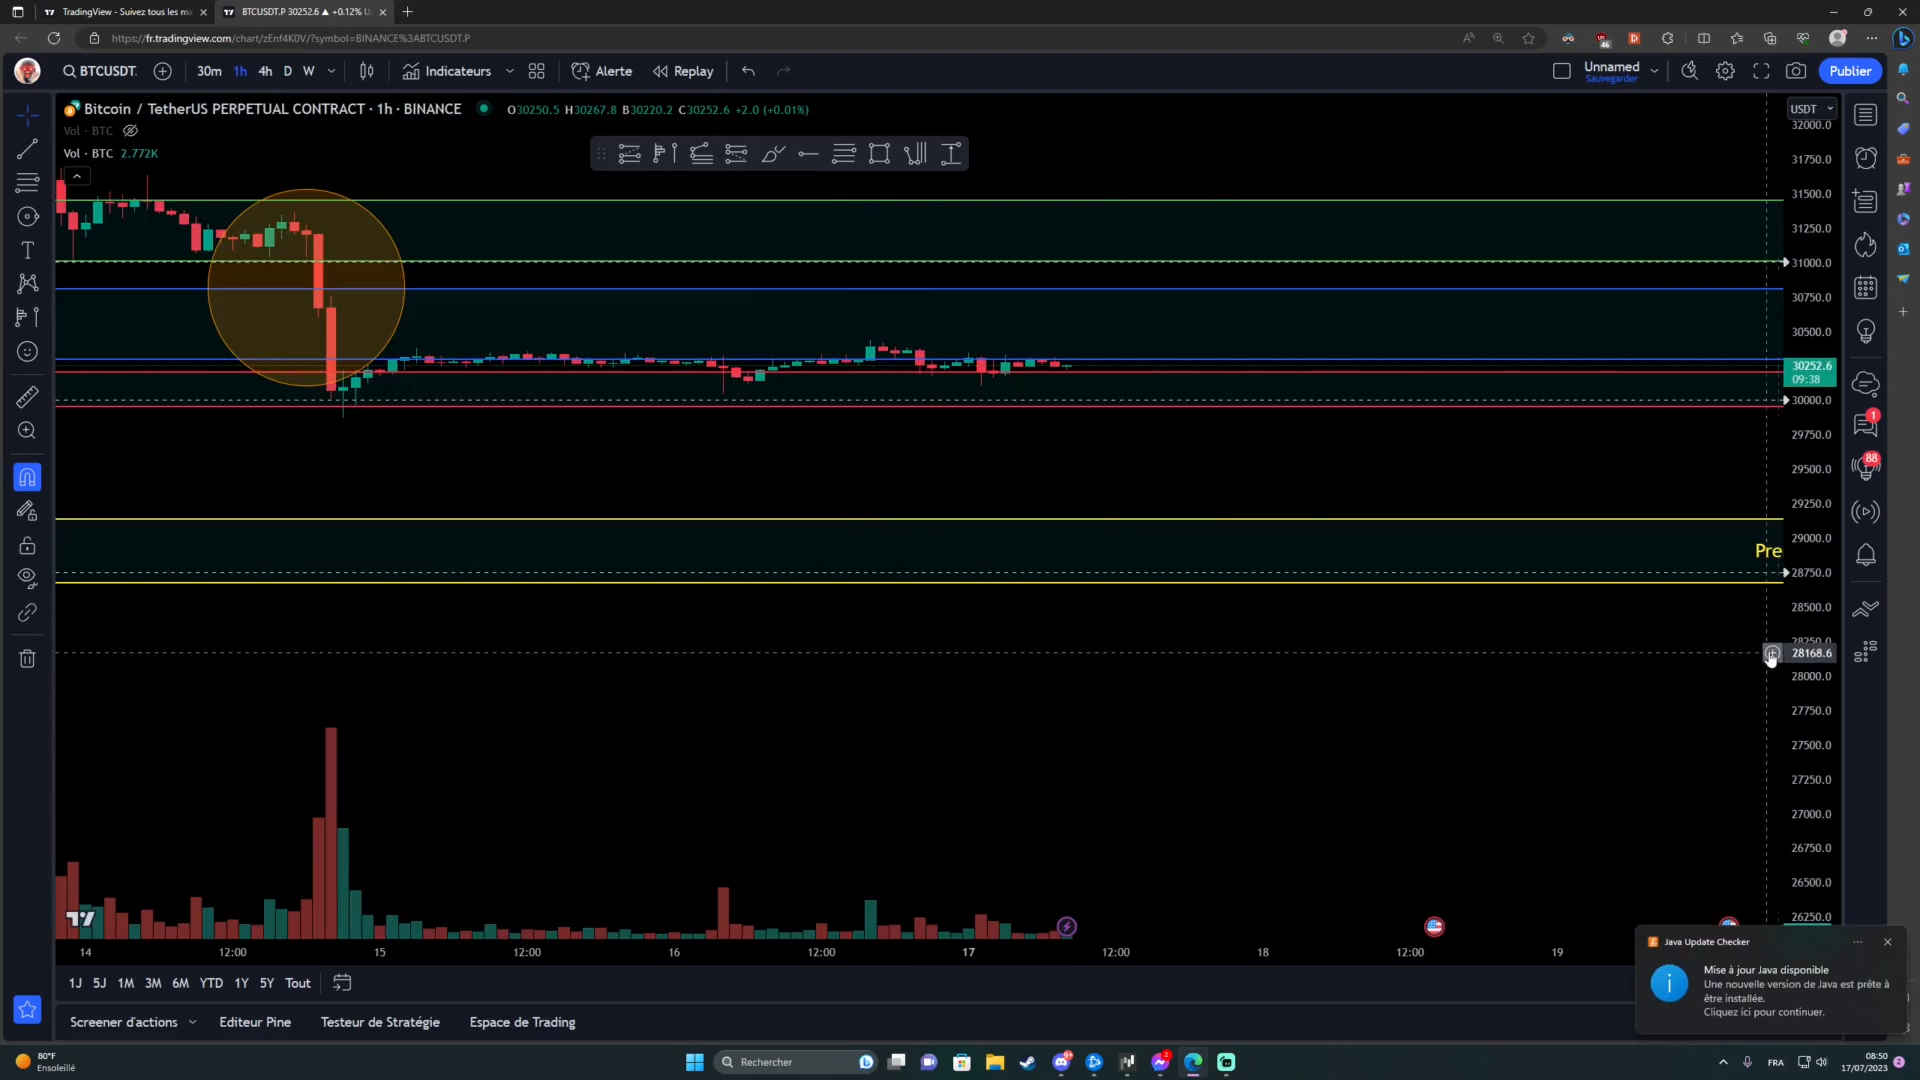 TradingView - Suivez tous les ma
BTCUSDT.P 30252.6 ▲ +0.12% U
https://fr.tradingview.com/chart/zEnf4K0V/?symbol=BINANCE%3ABTCUSDT.P
46
BTCUSDT.
30m 1h 4h D W
Indicateurs
Alerte
Replay
Unnamed
Sauvegarder
Publier
Bitcoin / TetherUS PERPETUAL CONTRACT · 1h · BINANCE
O30250.5 H30267.8 B30220.2 C30252.6 +2.0 (+0.01%)
USDT
Vol · BTC
Vol · BTC 2.772K
32000.0
31750.0
31500.0
31250.0
31000.0
30750.0
30500.0
30252.6
09:38
30000.0
29750.0
29500.0
29250.0
29000.0
Pre
28750.0
28500.0
28250.0
28168.6
28000.0
27750.0
27500.0
27250.0
27000.0
26750.0
26500.0
26250.0
1
88
14 12:00 15 12:00 16 12:00 17 12:00 18 12:00 19
1J 5J 1M 3M 6M YTD 1Y 5Y Tout
Screener d'actions
Editeur Pine
Testeur de Stratégie
Espace de Trading
Java Update Checker
Mise à jour Java disponible
Une nouvelle version de Java est prête à
être installée.
Cliquez ici pour continuer.
80°F
Ensoleillé
Rechercher
9+
2
FRA
08:50
17/07/2023
2